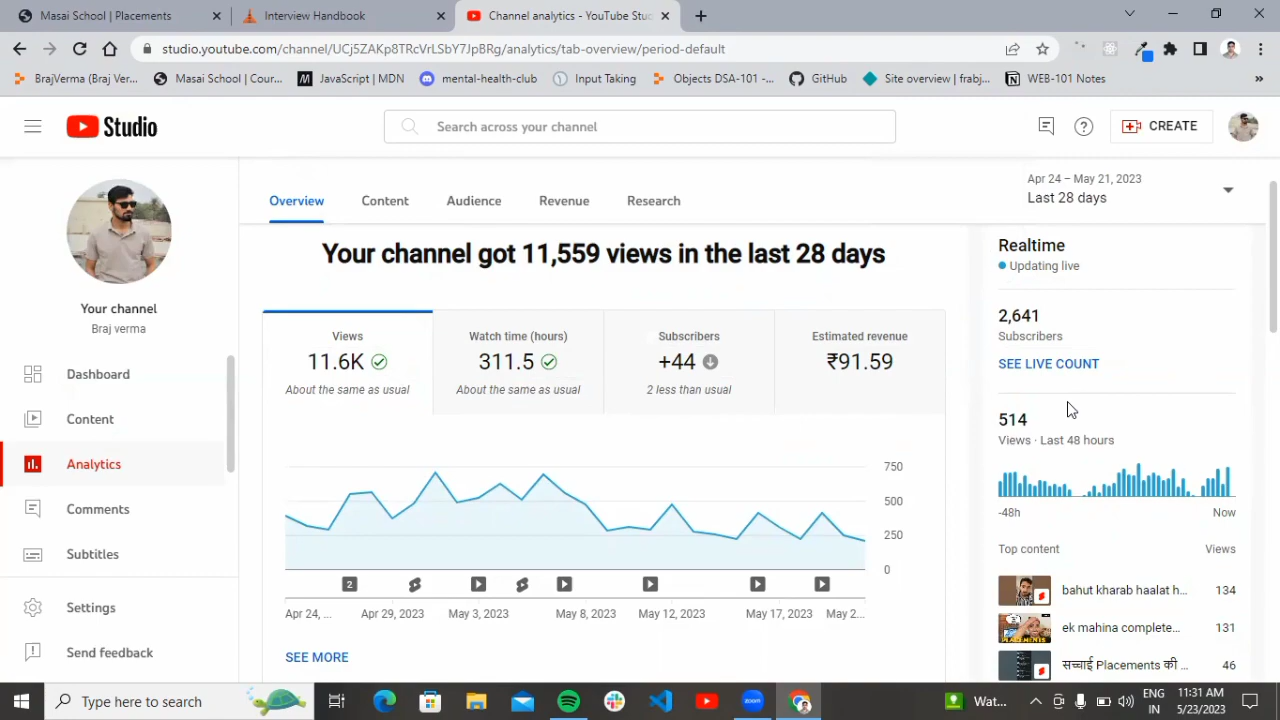 Masai School | Placements
Interview Handbook
Channel analytics - YouTube Stu
studio.youtube.com/channel/UCj5ZAKp8TRcVrLSbY7JpBRg/analytics/tab-overview/period-default
BrajVerma (Braj Ver...
Masai School | Cour...
JavaScript | MDN
mental-health-club
Input Taking
Objects DSA-101 -...
GitHub
Site overview | frabj...
WEB-101 Notes
»
Studio
Search across your channel
CREATE
Overview
Content
Audience
Revenue
Research
Apr 24 – May 21, 2023
Last 28 days
Your channel
Braj verma
Dashboard
Content
Analytics
Comments
Subtitles
Settings
Send feedback
Your channel got 11,559 views in the last 28 days
Views
11.6K
About the same as usual
Watch time (hours)
311.5
About the same as usual
Subscribers
+44
2 less than usual
Estimated revenue
₹91.59
750
500
250
0
2
Apr 24, ...
Apr 29, 2023
May 3, 2023
May 8, 2023
May 12, 2023
May 17, 2023
May 2...
SEE MORE
Realtime
Updating live
2,641
Subscribers
SEE LIVE COUNT
514
Views · Last 48 hours
-48h
Now
Top content
Views
bahut kharab haalat h...
134
PLACEMENTS
ek mahina complete...
131
सच्चाई Placements की ...
46
Type here to search
zoom
Wat...
ENG
IN
11:31 AM
5/23/2023